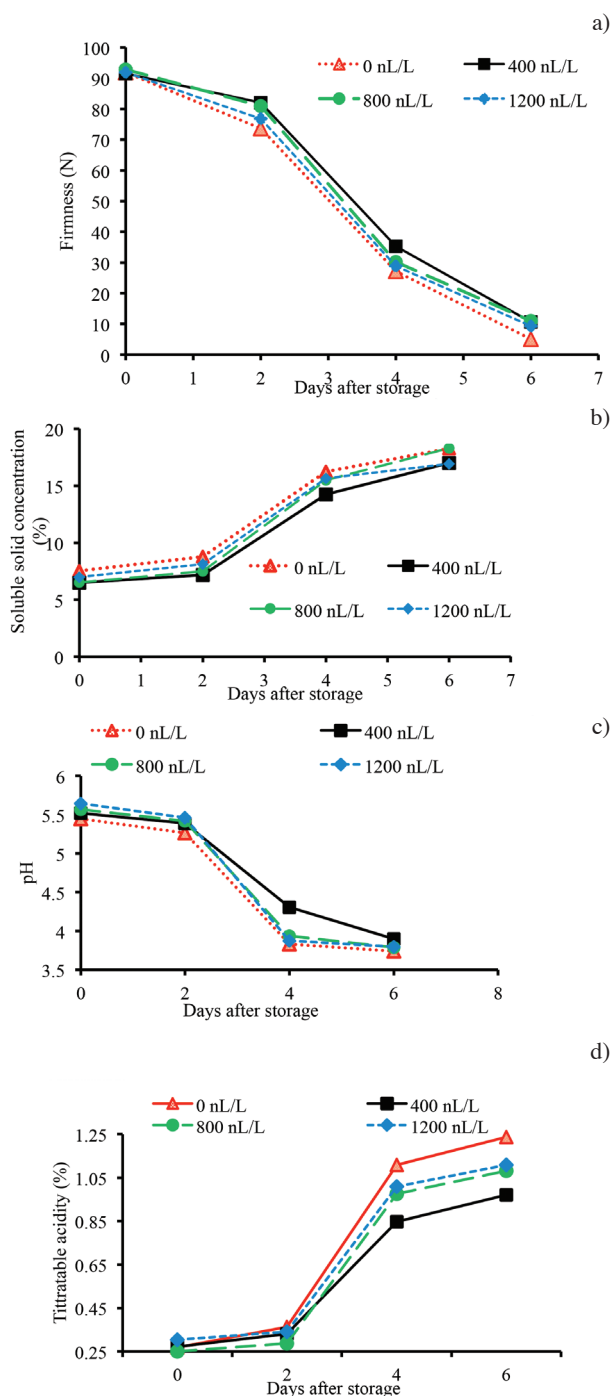 a)
0 nL/L 400 nL/L
800 nL/L 1200 nL/L
Firmness (N)
100
90
80
70
60
50
40
30
20
10
0
0 1 2 3 4 5 6 7
Days after storage
b)
Soluble solid concentration
(%)
20
15
10
5
0
0 nL/L 400 nL/L
800 nL/L 1200 nL/L
0 1 2 3 4 5 6 7
Days after storage
c)
0 nL/L 400 nL/L
800 nL/L 1200 nL/L
pH
6
5.5
5
4.5
4
3.5
0 2 4 6 8
Days after storage
d)
0 nL/L 400 nL/L
800 nL/L 1200 nL/L
Tittratable acidity (%)
1.25
1.05
0.85
0.65
0.45
0.25
0 2 4 6
Days after storage